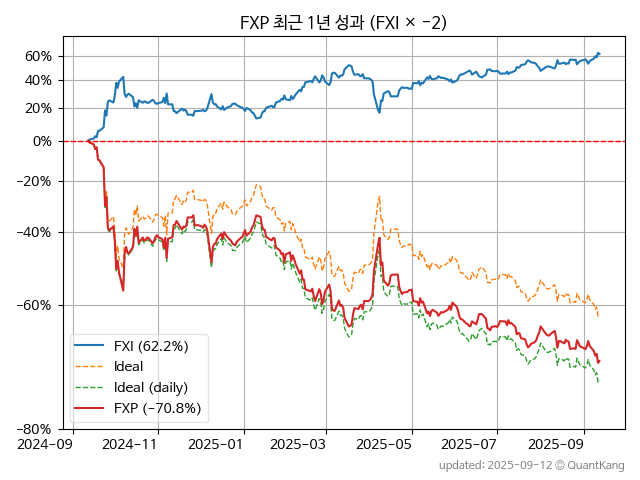 FXP 최근 1년 성과 (FXI × −2)
60%
40%
20%
0%
−20%
−40%
−60%
−80%
FXI (62.2%)
Ideal
Ideal (daily)
FXP (−70.8%)
2024-09
2024-11
2025-01
2025-03
2025-05
2025-07
2025-09
updated: 2025-09-12 © QuantKang